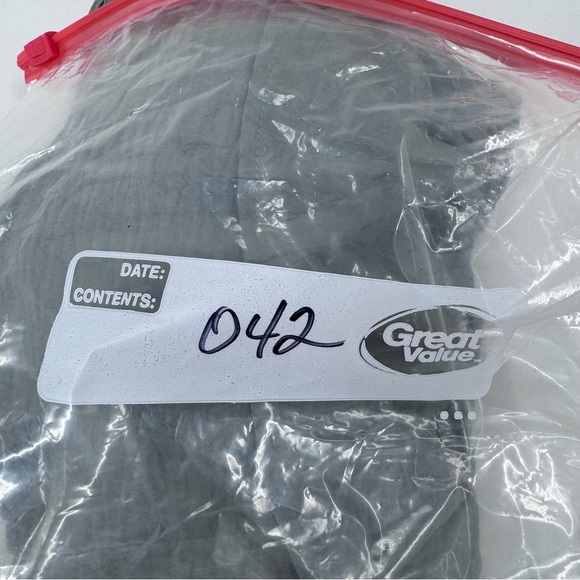 DATE:
CONTENTS:
042
Great
Value